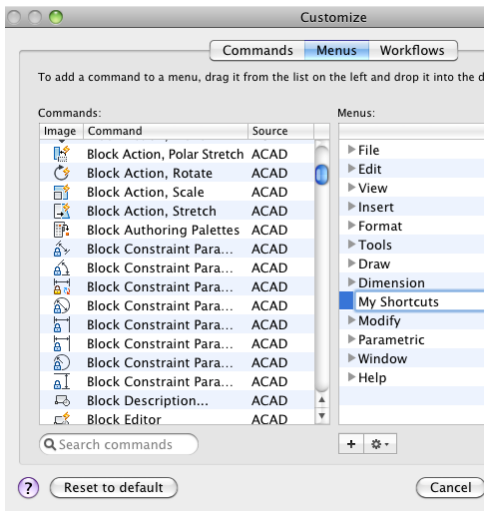 Customize
Commands Menus Workflows
To add a command to a menu, drag it from the list on the left and drop it into the d
Commands:
Image Command Source
Block Action, Polar Stretch ACAD
Block Action, Rotate ACAD
Block Action, Scale ACAD
Block Action, Stretch ACAD
Block Authoring Palettes ACAD
Block Constraint Para... ACAD
Block Constraint Para... ACAD
Block Constraint Para... ACAD
Block Constraint Para... ACAD
Block Constraint Para... ACAD
Block Constraint Para... ACAD
Block Constraint Para... ACAD
Block Constraint Para... ACAD
Block Description... ACAD
Block Editor ACAD
Search commands
Menus:
File
Edit
View
Insert
Format
Tools
Draw
Dimension
My Shortcuts
Modify
Parametric
Window
Help
+
? Reset to default Cancel